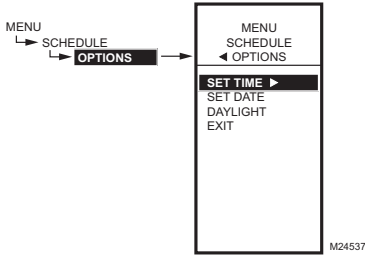 MENU
SCHEDULE
OPTIONS
MENU
SCHEDULE
◄ OPTIONS
SET TIME ►
SET DATE
DAYLIGHT
EXIT
M24537